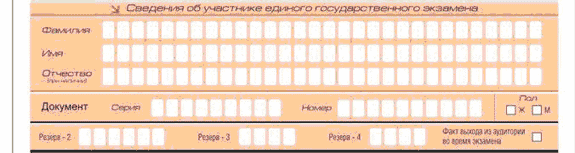 Сведения об участнике единого государственного экзамена
Фамилия
Имя
Отчество
(при наличии)
Документ Серия Номер Пол
Ж М
Резерв - 2 Резерв - 3 Резерв - 4 Факт выхода из аудитории
во время экзамена